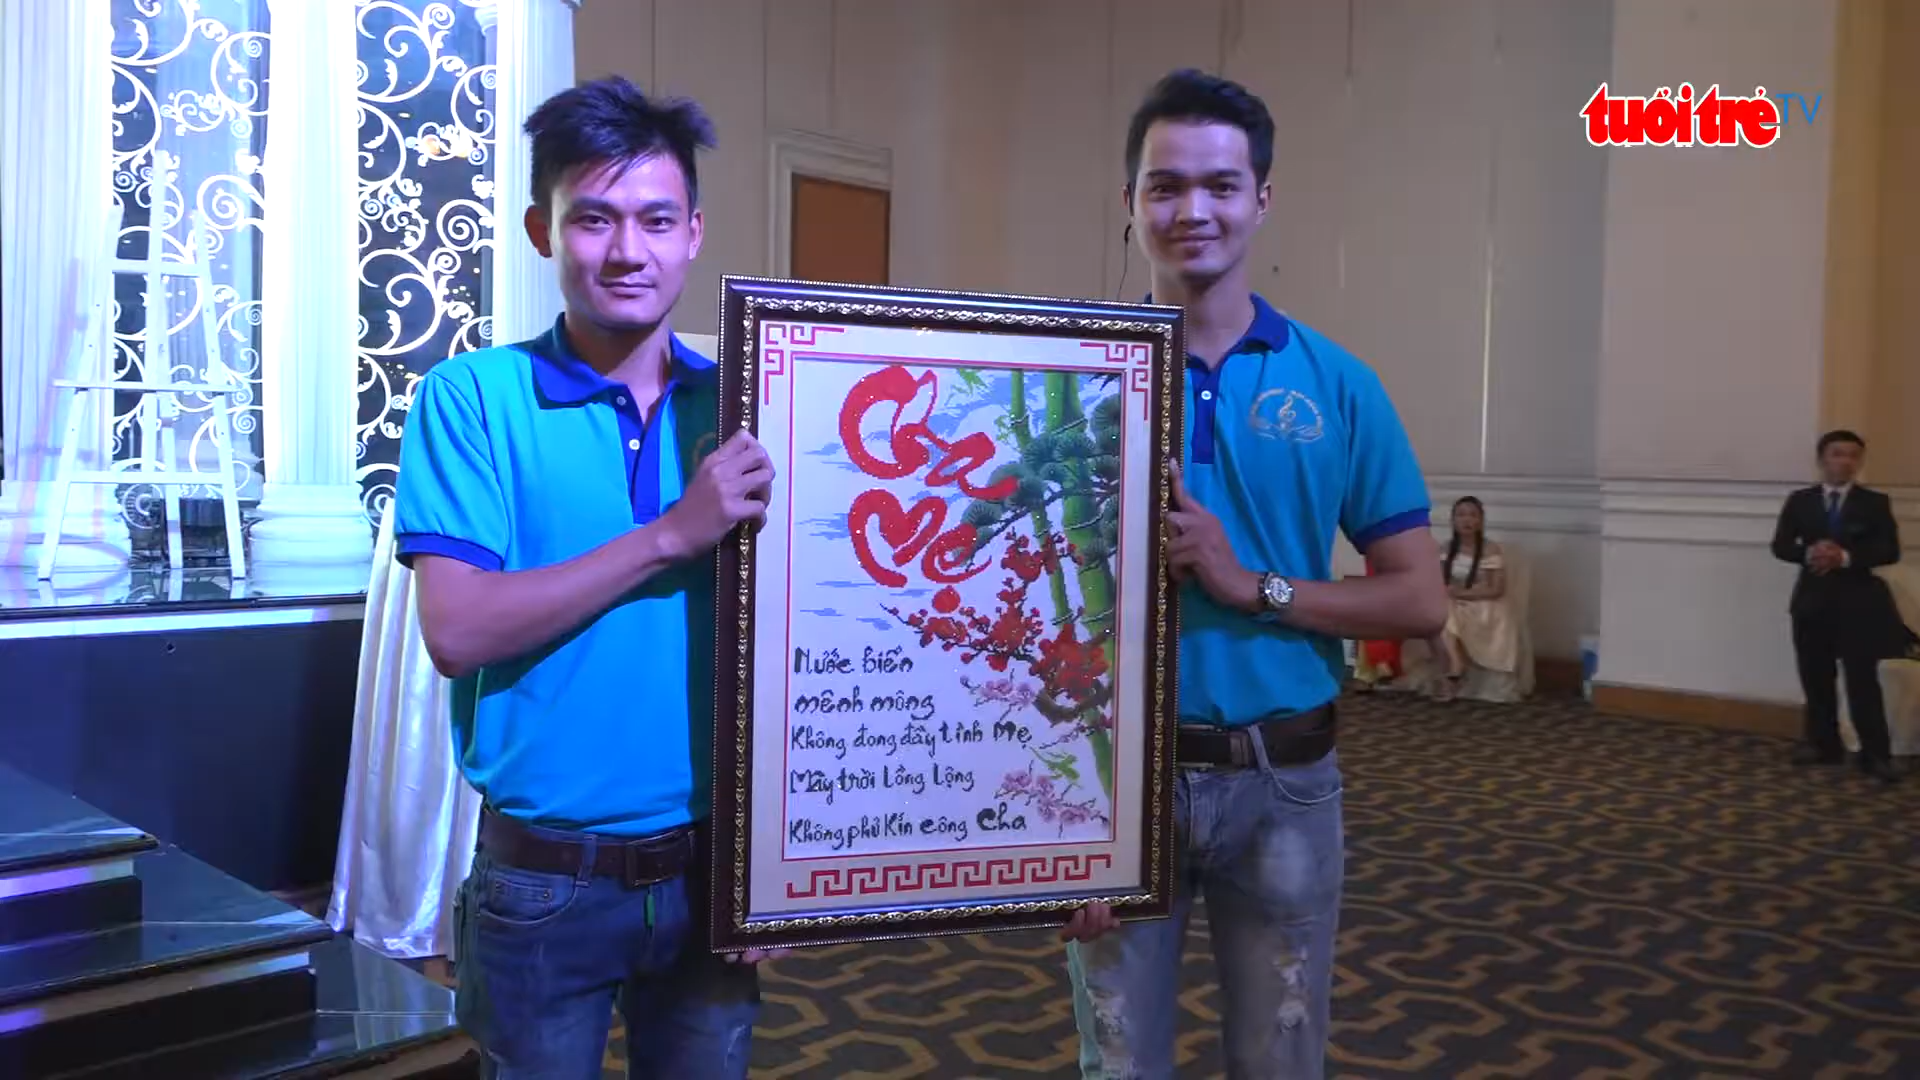 tuổi trẻ TV
Cha
Mẹ
Nước biển
mênh mông
Không đong đầy tình Mẹ
Mây trời lồng lộng
Không phủ kín công Cha